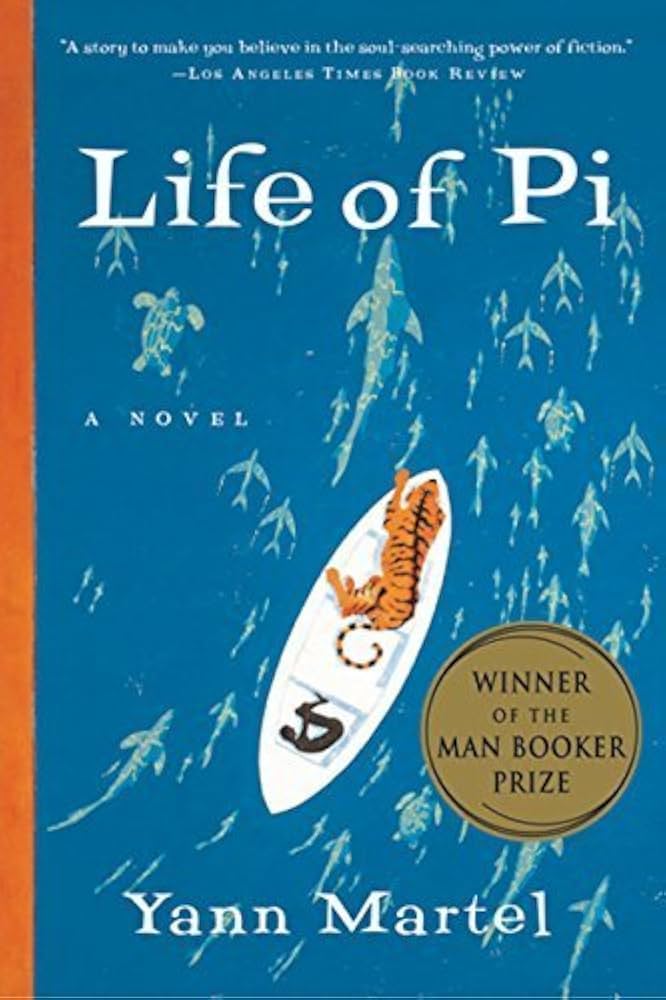 "A story to make you believe in the soul-searching power of fiction."
—Los Angeles Times Book Review
Life of Pi
A NOVEL
WINNER
OF THE
MAN BOOKER
PRIZE
Yann Martel